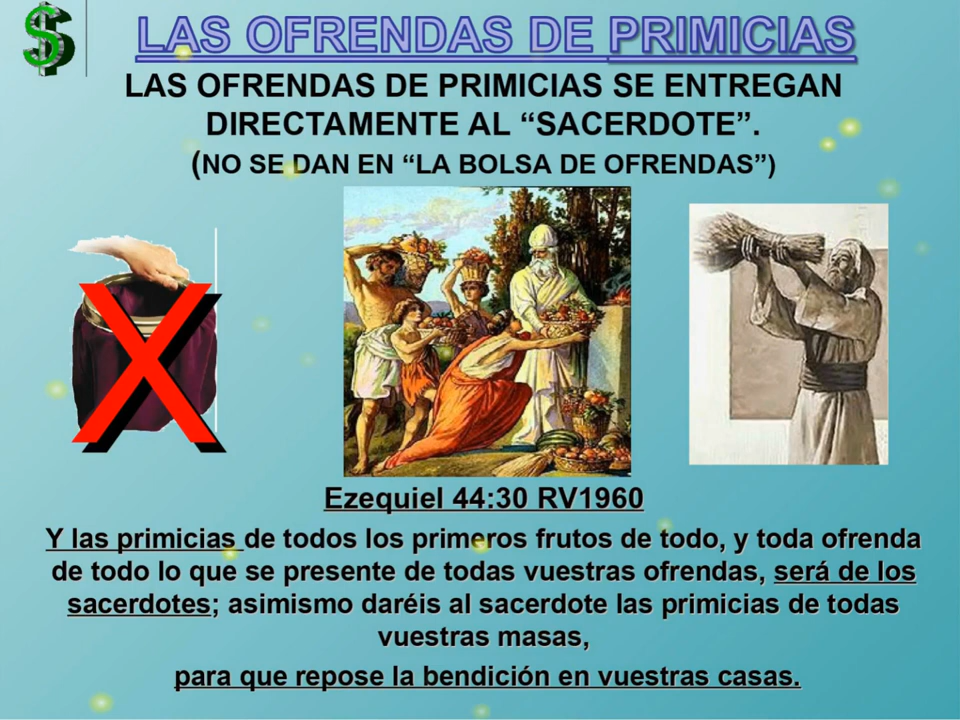 $
LAS OFRENDAS DE PRIMICIAS
LAS OFRENDAS DE PRIMICIAS SE ENTREGAN
DIRECTAMENTE AL “SACERDOTE”.
(NO SE DAN EN “LA BOLSA DE OFRENDAS”)
X
Ezequiel 44:30 RV1960
Y las primicias de todos los primeros frutos de todo, y toda ofrenda
de todo lo que se presente de todas vuestras ofrendas, será de los
sacerdotes; asimismo daréis al sacerdote las primicias de todas
vuestras masas,
para que repose la bendición en vuestras casas.